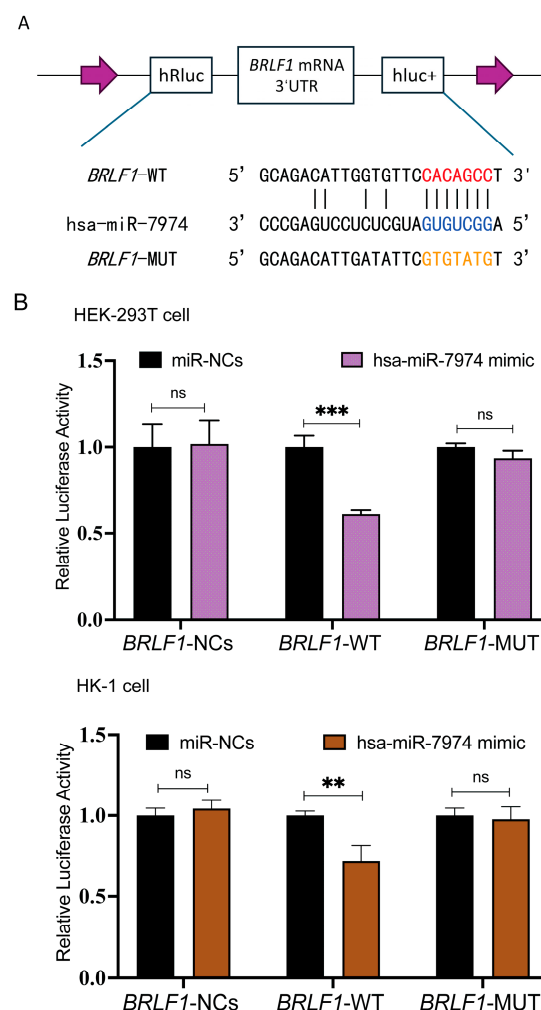 A
hRluc
BRLF1 mRNA
3'UTR
hluc+
BRLF1-WT 5' GCAGACATTGGTGTTCCACAGCCT 3'
hsa-miR-7974 3' CCCGAGUCCUCUCGUAGUGUCGGA 5'
BRLF1-MUT 5' GCAGACATTGATATTCGTGTATGT 3'
B
HEK-293T cell
miR-NCs
hsa-miR-7974 mimic
Relative Luciferase Activity
1.5
1.0
0.5
0.0
ns
***
ns
BRLF1-NCs
BRLF1-WT
BRLF1-MUT
HK-1 cell
miR-NCs
hsa-miR-7974 mimic
Relative Luciferase Activity
1.5
1.0
0.5
0.0
ns
**
ns
BRLF1-NCs
BRLF1-WT
BRLF1-MUT